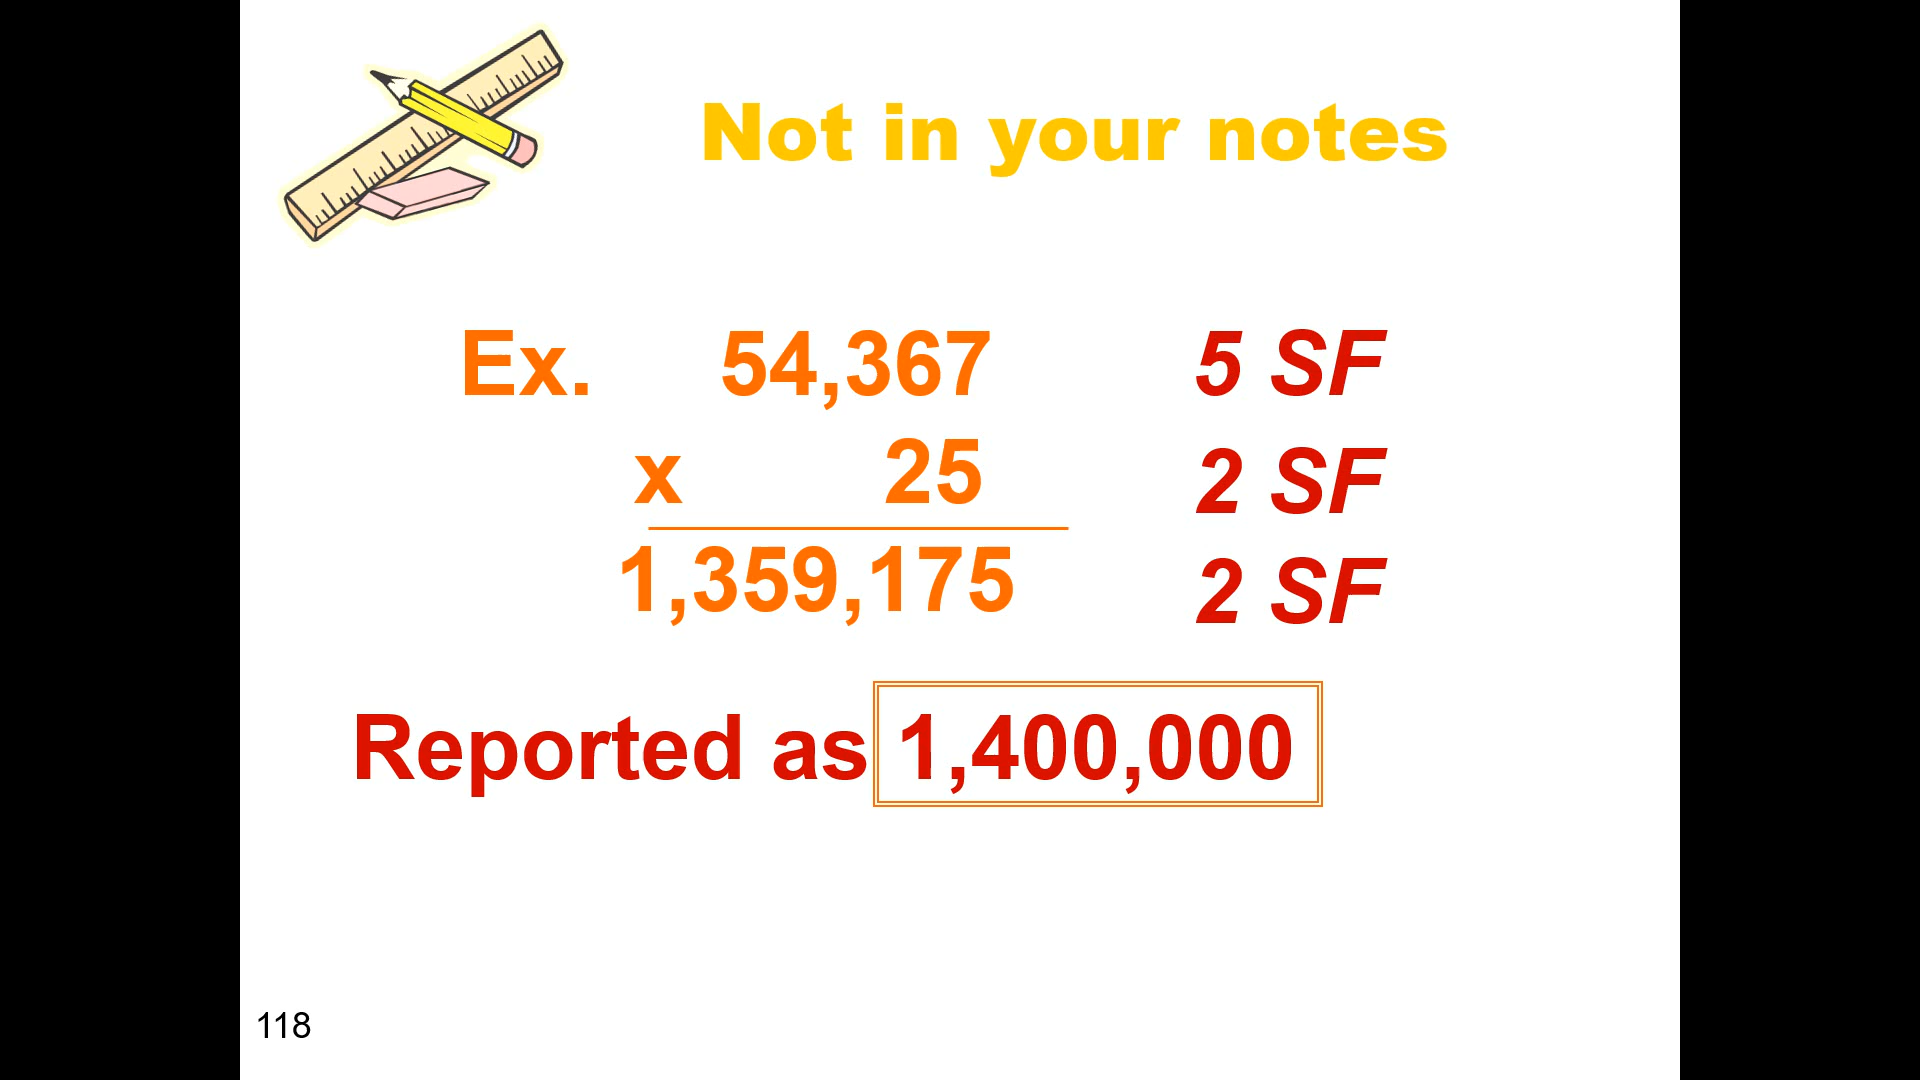 Not in your notes
Ex. 54,367 5 SF
x 25 2 SF
1,359,175 2 SF
Reported as 1,400,000
118